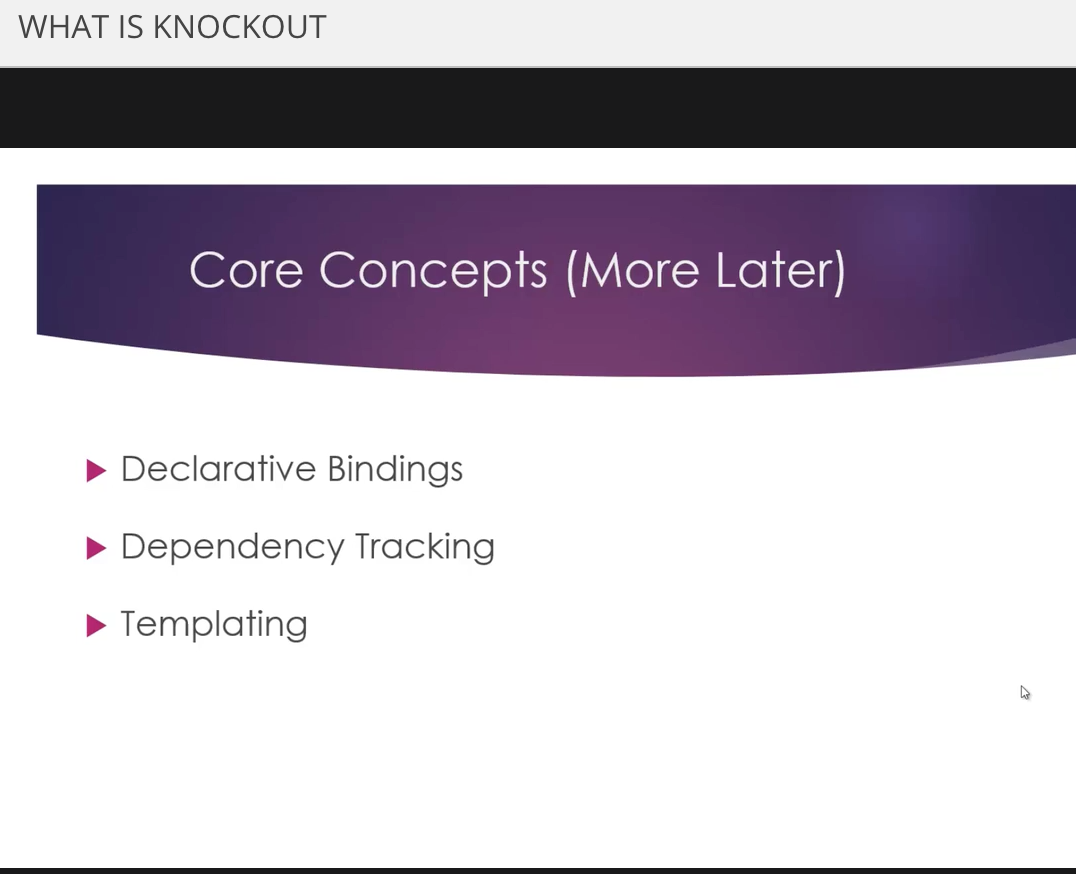 WHAT IS KNOCKOUT
Core Concepts (More Later)
Declarative Bindings
Dependency Tracking
Templating